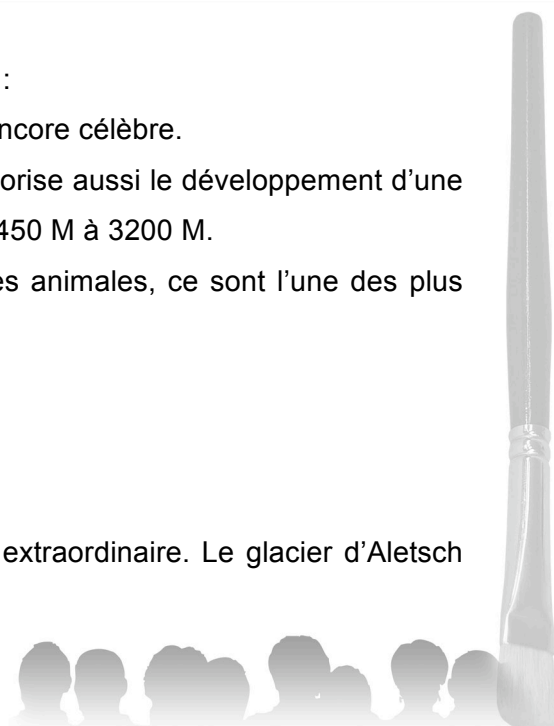 :
ncore célèbre.
orise aussi le développement d’une
450 M à 3200 M.
es animales, ce sont l’une des plus
extraordinaire. Le glacier d’Aletsch